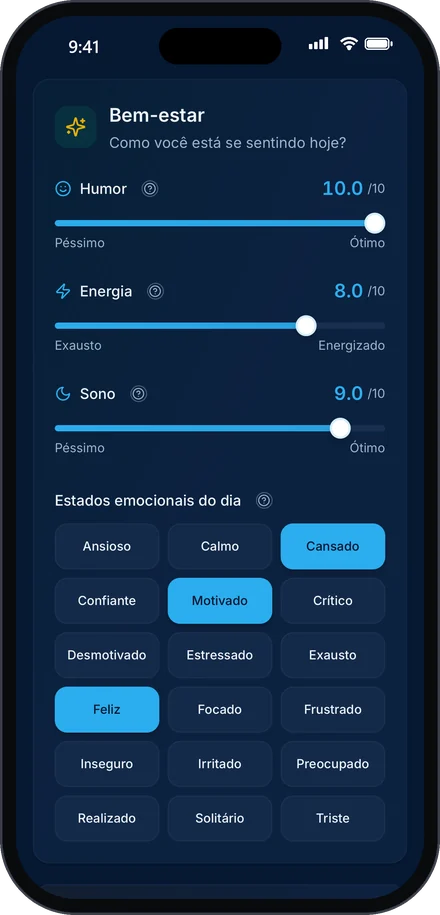 9:41
Bem-estar
Como você está se sentindo hoje?
Humor 10.0 /10
Péssimo Ótimo
Energia 8.0 /10
Exausto Energizado
Sono 9.0 /10
Péssimo Ótimo
Estados emocionais do dia
Ansioso Calmo Cansado
Confiante Motivado Crítico
Desmotivado Estressado Exausto
Feliz Focado Frustrado
Inseguro Irritado Preocupado
Realizado Solitário Triste